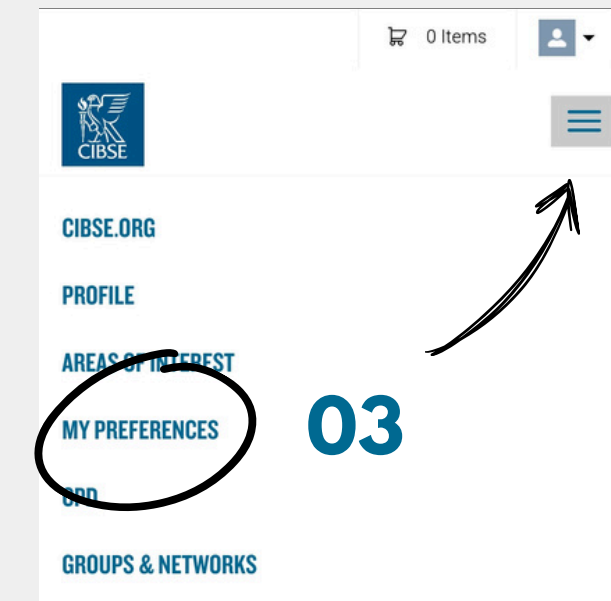 0 Items
CIBSE
CIBSE.ORG
PROFILE
AREAS OF INTEREST
MY PREFERENCES
03
CPD
GROUPS & NETWORKS